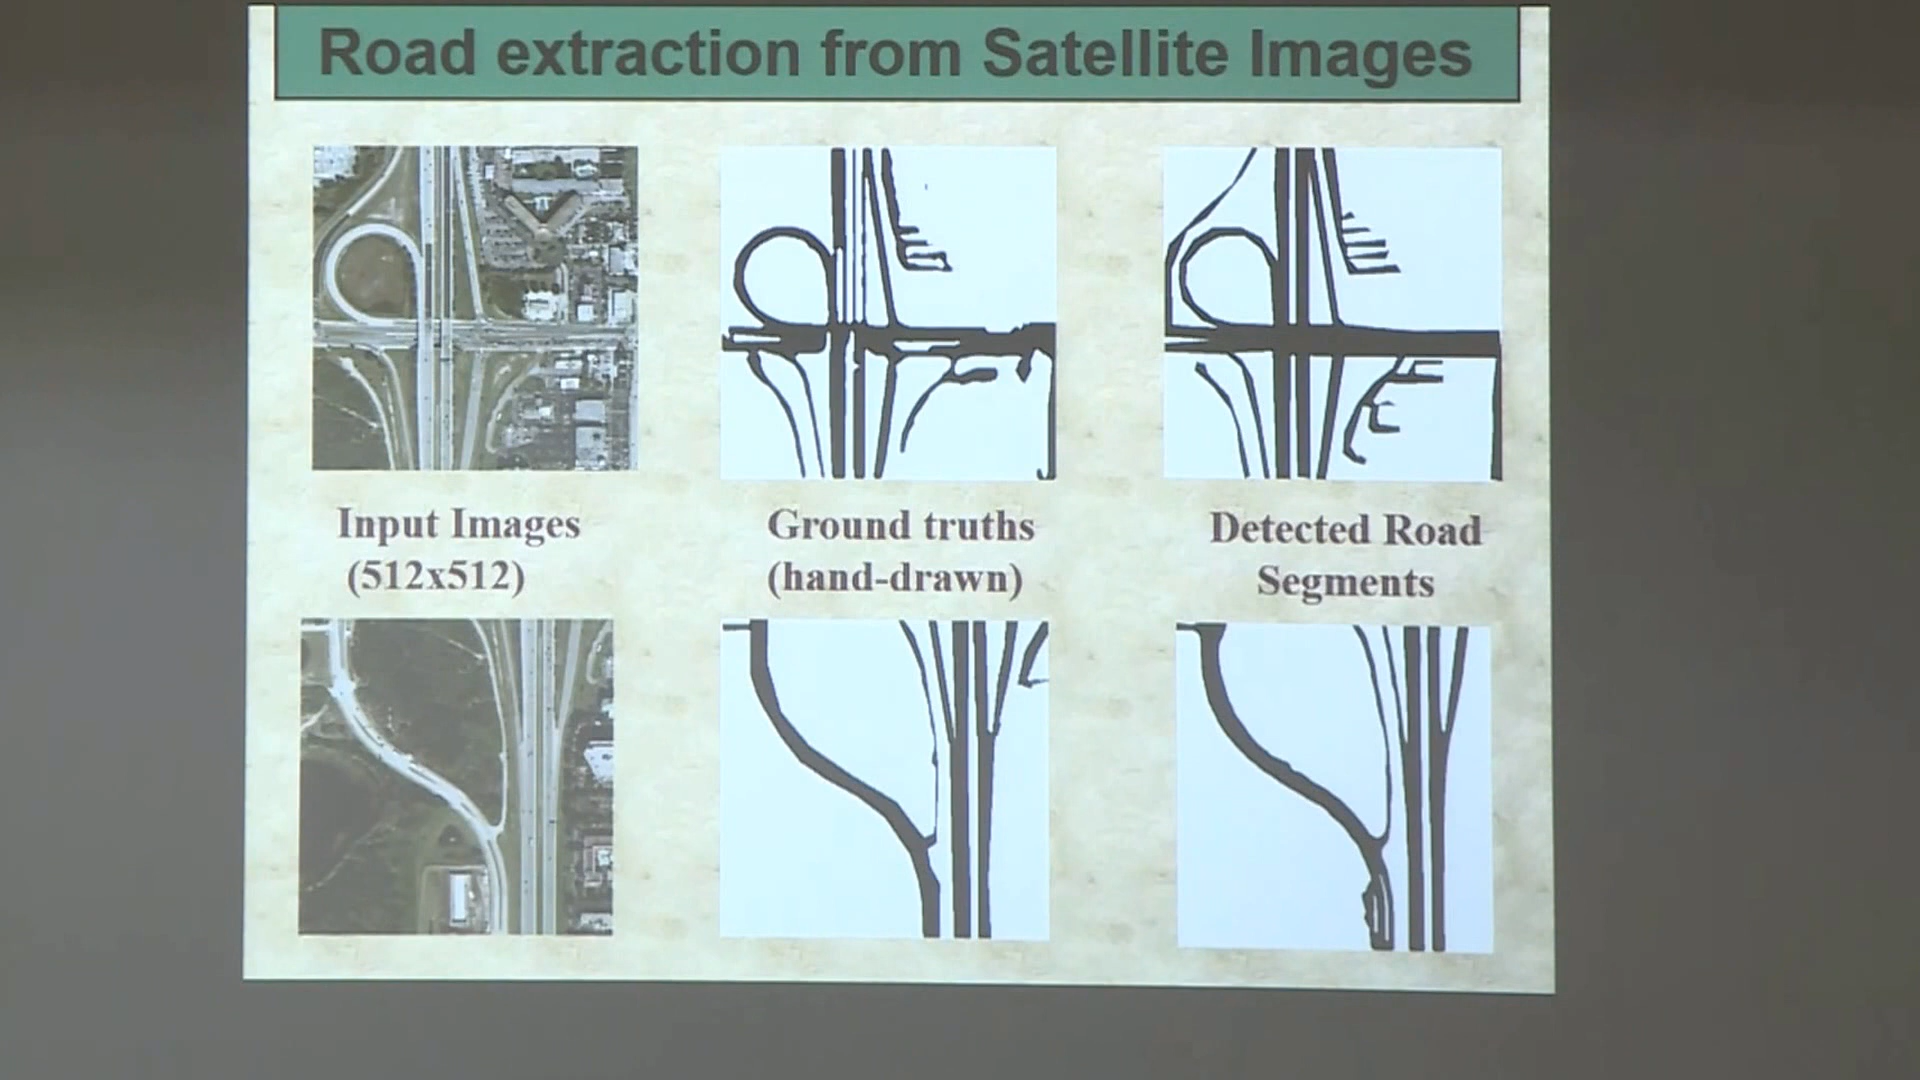 Road extraction from Satellite Images
Input Images
(512x512)
Ground truths
(hand-drawn)
Detected Road
Segments